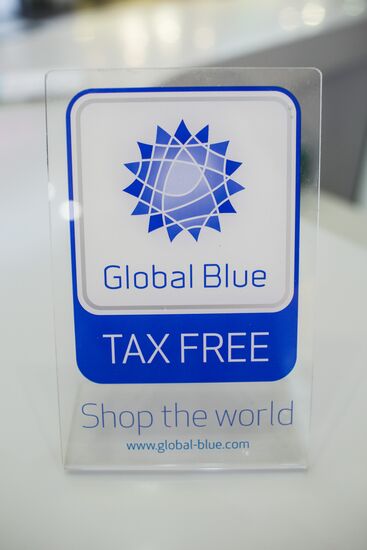 Global Blue
TAX FREE
Shop the world
www.global-blue.com